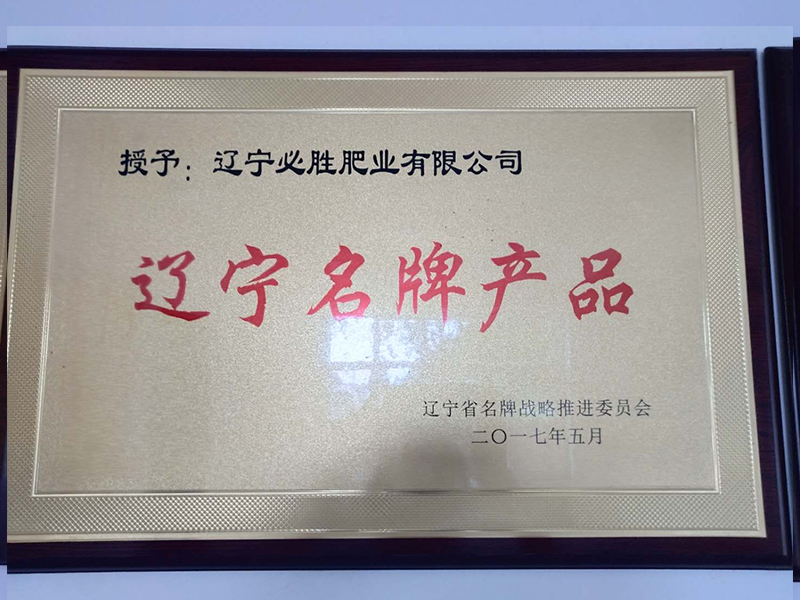 授予：辽宁必胜肥业有限公司
辽宁名牌产品
辽宁省名牌战略推进委员会
二〇一七年五月